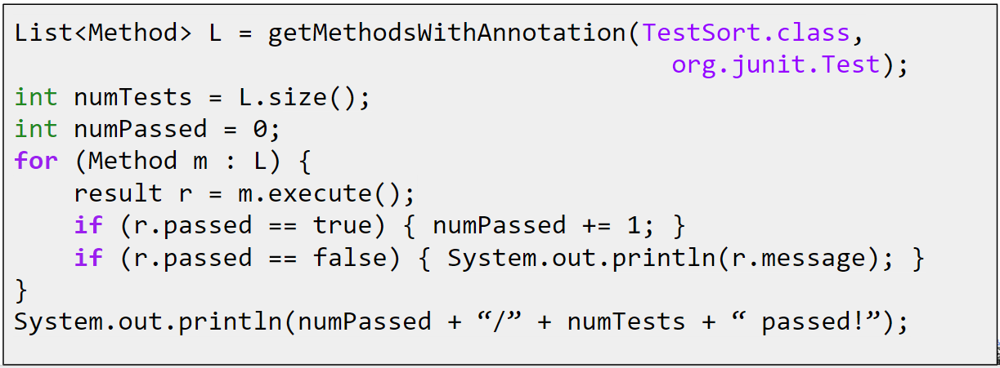 List<Method> L = getMethodsWithAnnotation(TestSort.class,
org.junit.Test);
int numTests = L.size();
int numPassed = 0;
for (Method m : L) {
result r = m.execute();
if (r.passed == true) { numPassed += 1; }
if (r.passed == false) { System.out.println(r.message); }
}
System.out.println(numPassed + “/” + numTests + “ passed!”);